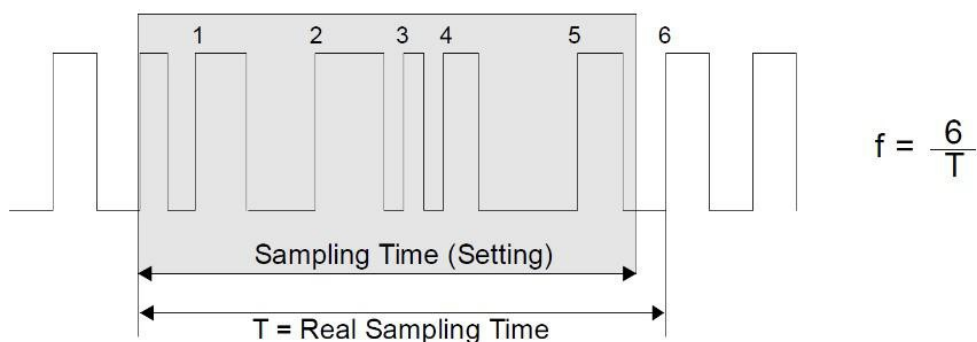 1 2 3 4 5 6
f = 6/T
Sampling Time (Setting)
T = Real Sampling Time